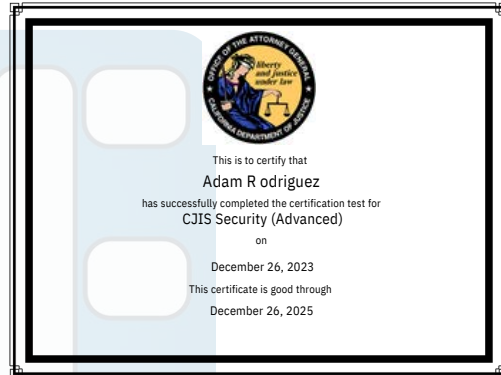 OFFICE OF THE ATTORNEY GENERAL
liberty
and justice
under law
CALIFORNIA DEPARTMENT OF JUSTICE
This is to certify that
Adam R odriguez
has successfully completed the certification test for
CJIS Security (Advanced)
on
December 26, 2023
This certificate is good through
December 26, 2025